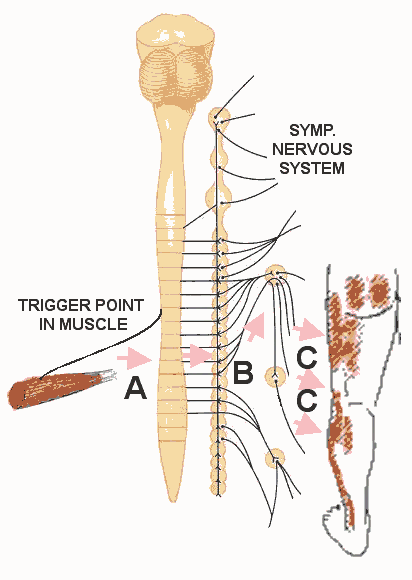 SYMP.
NERVOUS
SYSTEM
TRIGGER POINT
IN MUSCLE
A
B
C
C